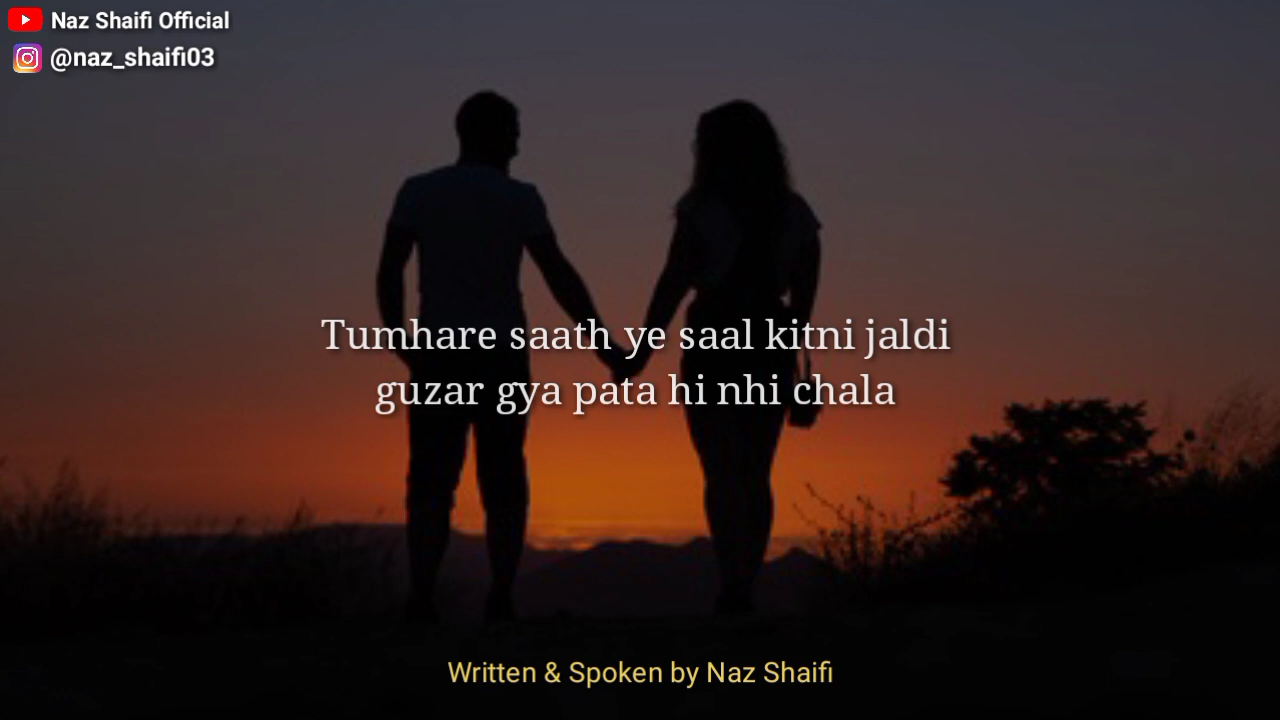 Naz Shaifi Official
@naz_shaifi03
Tumhare saath ye saal kitni jaldi
guzar gya pata hi nhi chala
Written & Spoken by Naz Shaifi